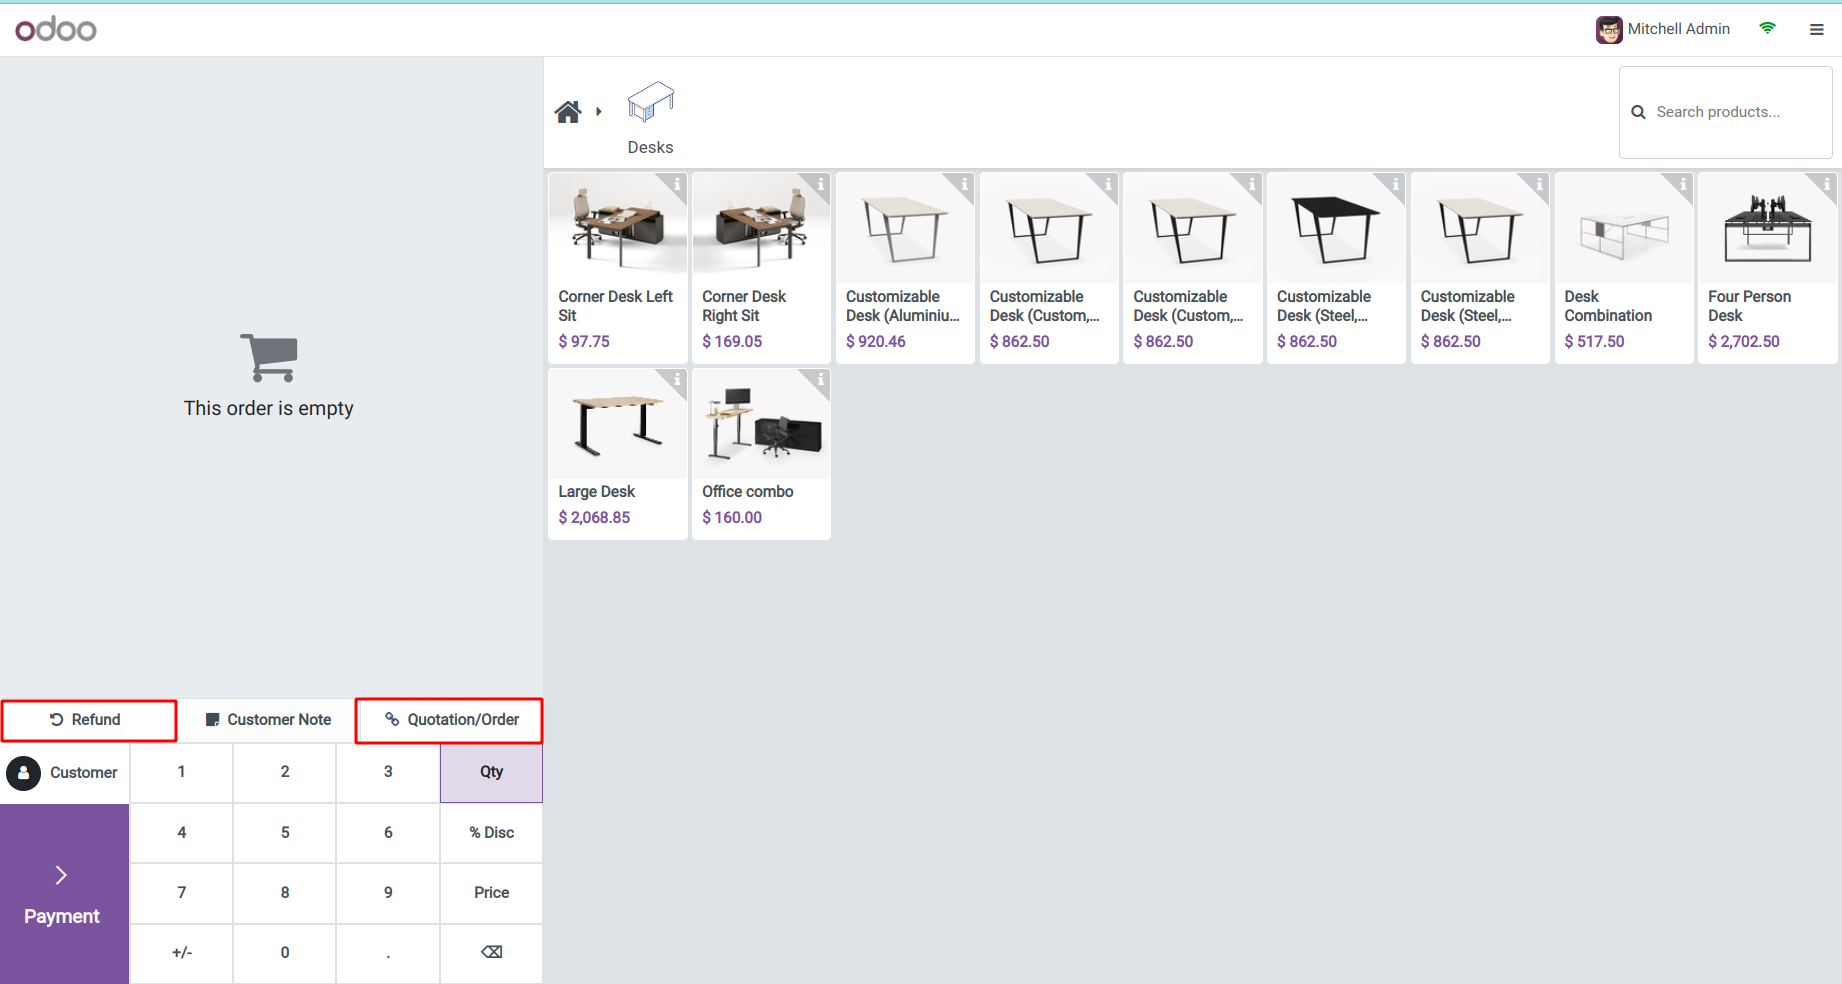 odoo
Mitchell Admin
Desks
Search products...
Corner Desk Left
Sit
$ 97.75
Corner Desk
Right Sit
$ 169.05
Customizable
Desk (Aluminiu...
$ 920.46
Customizable
Desk (Custom,...
$ 862.50
Customizable
Desk (Custom,...
$ 862.50
Customizable
Desk (Steel,...
$ 862.50
Customizable
Desk (Steel,...
$ 862.50
Desk
Combination
$ 517.50
Four Person
Desk
$ 2,702.50
Large Desk
$ 2,068.85
Office combo
$ 160.00
This order is empty
Refund
Customer Note
Quotation/Order
Customer
1
2
3
Qty
4
5
6
% Disc
7
8
9
Price
Payment
+/-
0
.